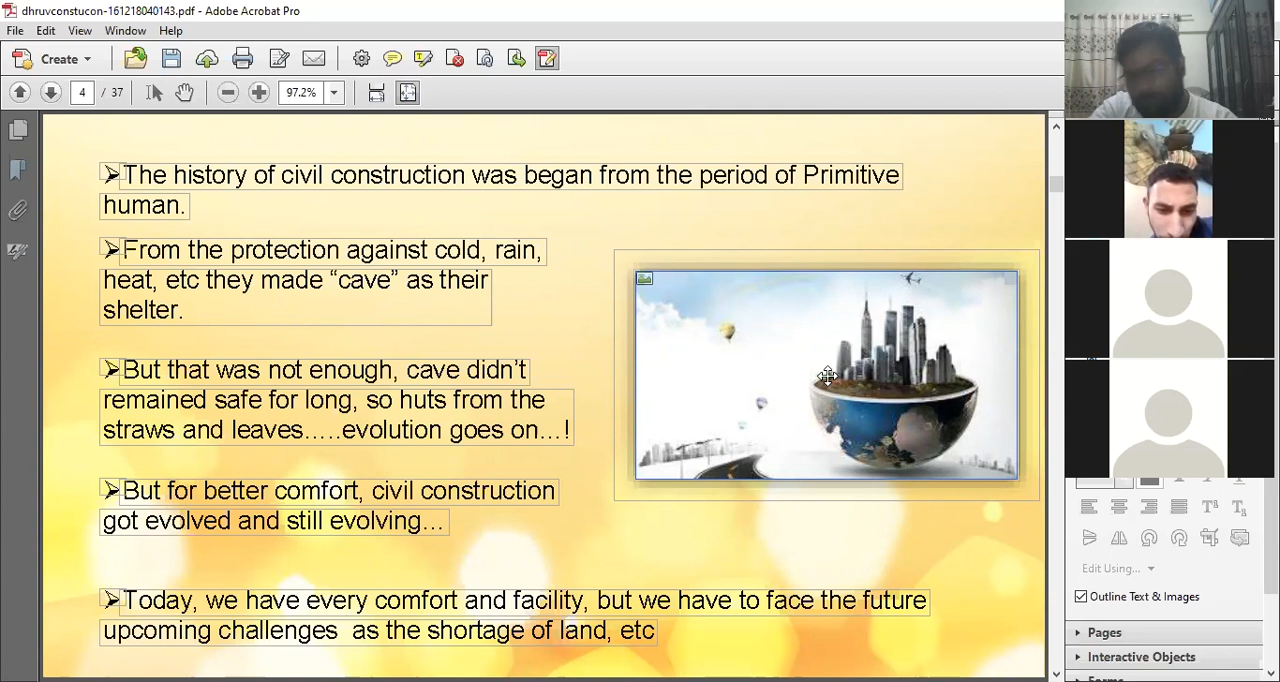 dhruvconstucon-161218040143.pdf - Adobe Acrobat Pro
File Edit View Window Help
Create
4 / 37 97.2%
➢The history of civil construction was began from the period of Primitive
human.
➢From the protection against cold, rain,
heat, etc they made “cave” as their
shelter.
➢But that was not enough, cave didn’t
remained safe for long, so huts from the
straws and leaves.....evolution goes on...!
➢But for better comfort, civil construction
got evolved and still evolving...
➢Today, we have every comfort and facility, but we have to face the future
upcoming challenges as the shortage of land, etc
Edit Using...
Outline Text & Images
Pages
Interactive Objects